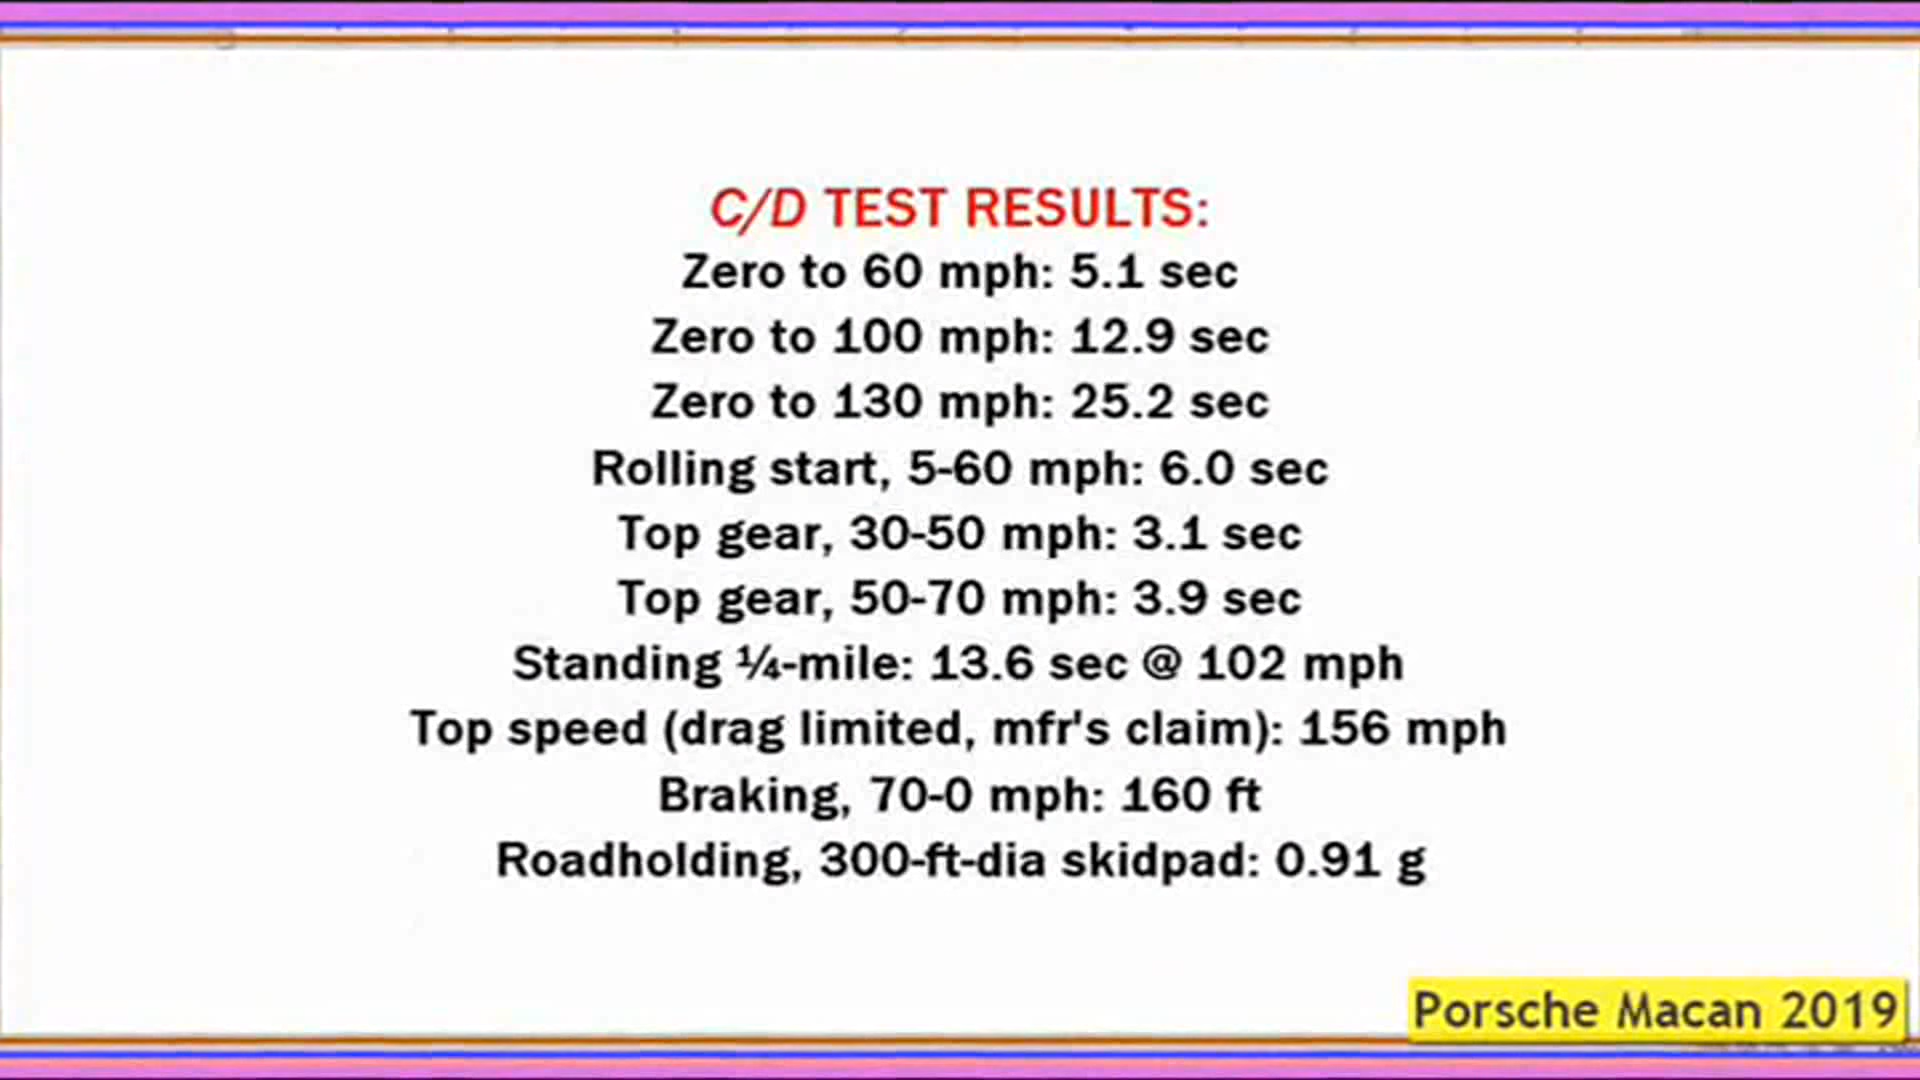 C/D TEST RESULTS:
Zero to 60 mph: 5.1 sec
Zero to 100 mph: 12.9 sec
Zero to 130 mph: 25.2 sec
Rolling start, 5-60 mph: 6.0 sec
Top gear, 30-50 mph: 3.1 sec
Top gear, 50-70 mph: 3.9 sec
Standing ¼-mile: 13.6 sec @ 102 mph
Top speed (drag limited, mfr's claim): 156 mph
Braking, 70-0 mph: 160 ft
Roadholding, 300-ft-dia skidpad: 0.91 g
Porsche Macan 2019